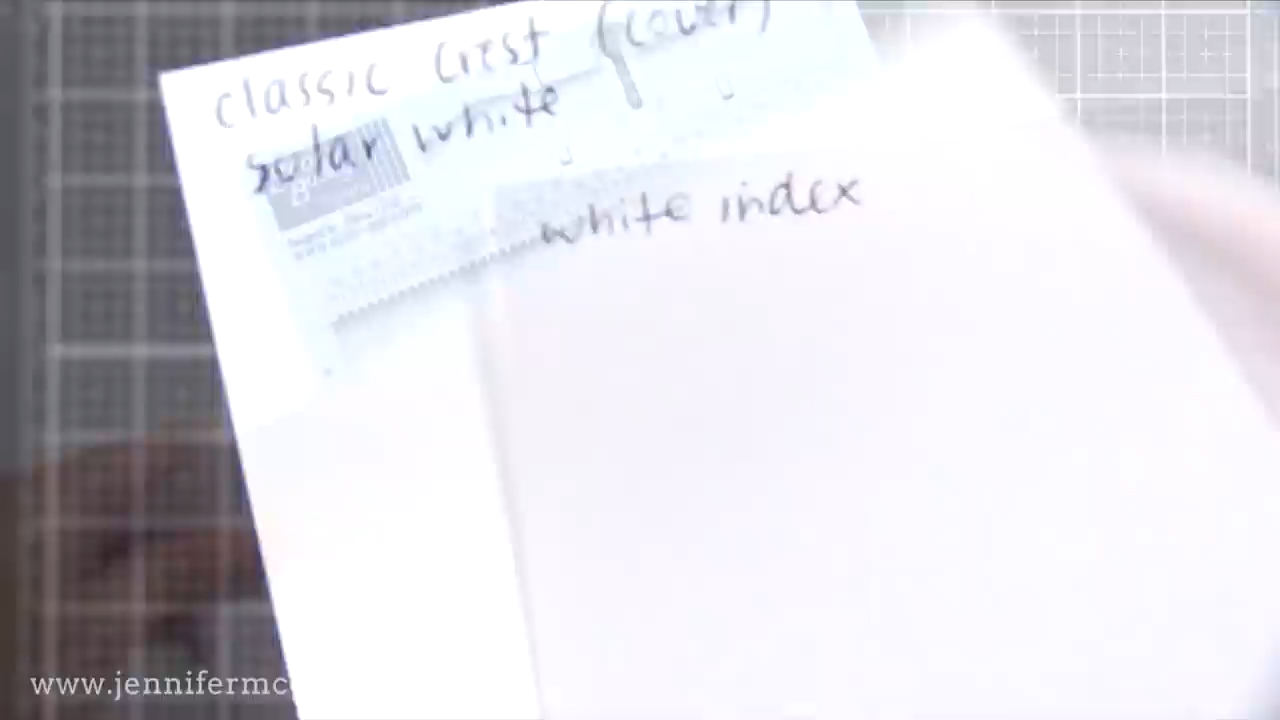 classic crest (cover)
solar white
white index
www.jennifermc